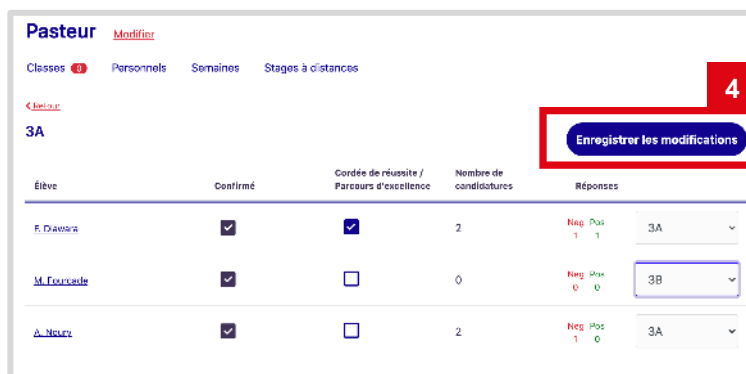 Pasteur Modifier
Classes 3 Personnels Semaines Stages à distances
< Retour
4
3A
Enregistrer les modifications
Élève Confirmé Cordée de réussite / Parcours d'excellence Nombre de candidatures Réponses
F. Diawara 2 Neg 1 Pos 1 3A
M. Fourcade 0 Neg 0 Pos 0 3B
A. Noury 2 Neg 1 Pos 0 3A